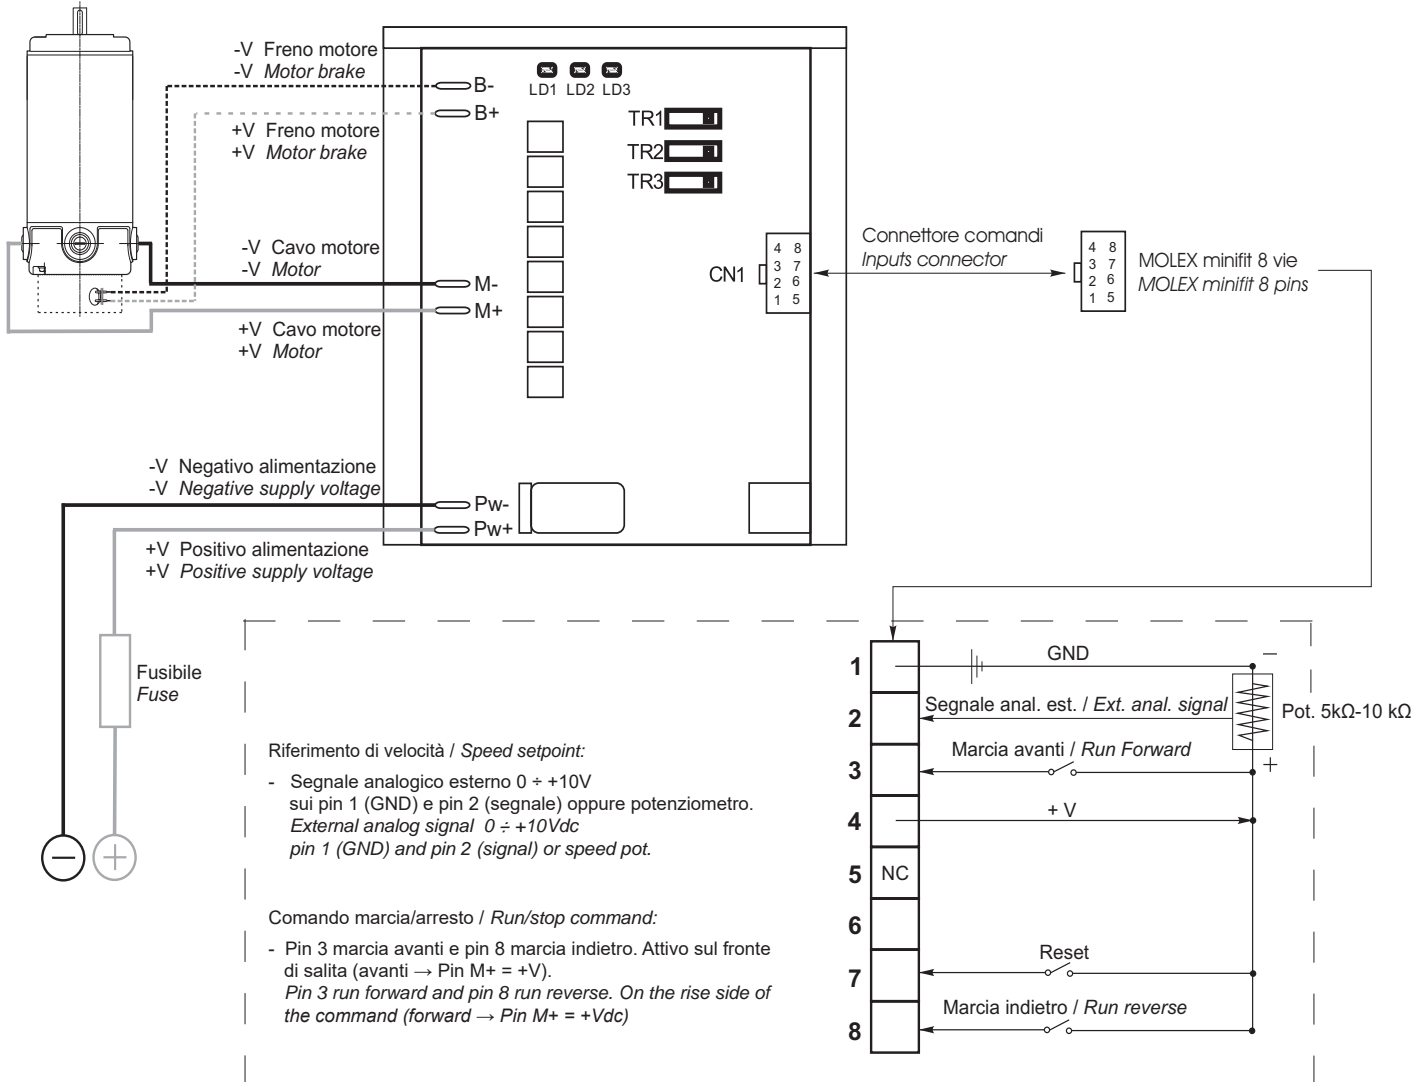 -V Freno motore
-V Motor brake
B-
B+
+V Freno motore
+V Motor brake
LD1 LD2 LD3
TR1
TR2
TR3
-V Cavo motore
-V Motor
M-
M+
+V Cavo motore
+V Motor
CN1
4 8
3 7
2 6
1 5
Connettore comandi
Inputs connector
4 8
3 7
2 6
1 5
MOLEX minifit 8 vie
MOLEX minifit 8 pins
-V Negativo alimentazione
-V Negative supply voltage
Pw-
Pw+
+V Positivo alimentazione
+V Positive supply voltage
Fusibile
Fuse
−
+
Riferimento di velocità / Speed setpoint:
- Segnale analogico esterno 0 ÷ +10V
sui pin 1 (GND) e pin 2 (segnale) oppure potenziometro.
External analog signal 0 ÷ +10Vdc
pin 1 (GND) and pin 2 (signal) or speed pot.
Comando marcia/arresto / Run/stop command:
- Pin 3 marcia avanti e pin 8 marcia indietro. Attivo sul fronte
di salita (avanti → Pin M+ = +V).
Pin 3 run forward and pin 8 run reverse. On the rise side of
the command (forward → Pin M+ = +Vdc)
1 GND −
2 Segnale anal. est. / Ext. anal. signal
Pot. 5kΩ-10 kΩ
3 Marcia avanti / Run Forward +
4 + V
5 NC
6
7 Reset
8 Marcia indietro / Run reverse